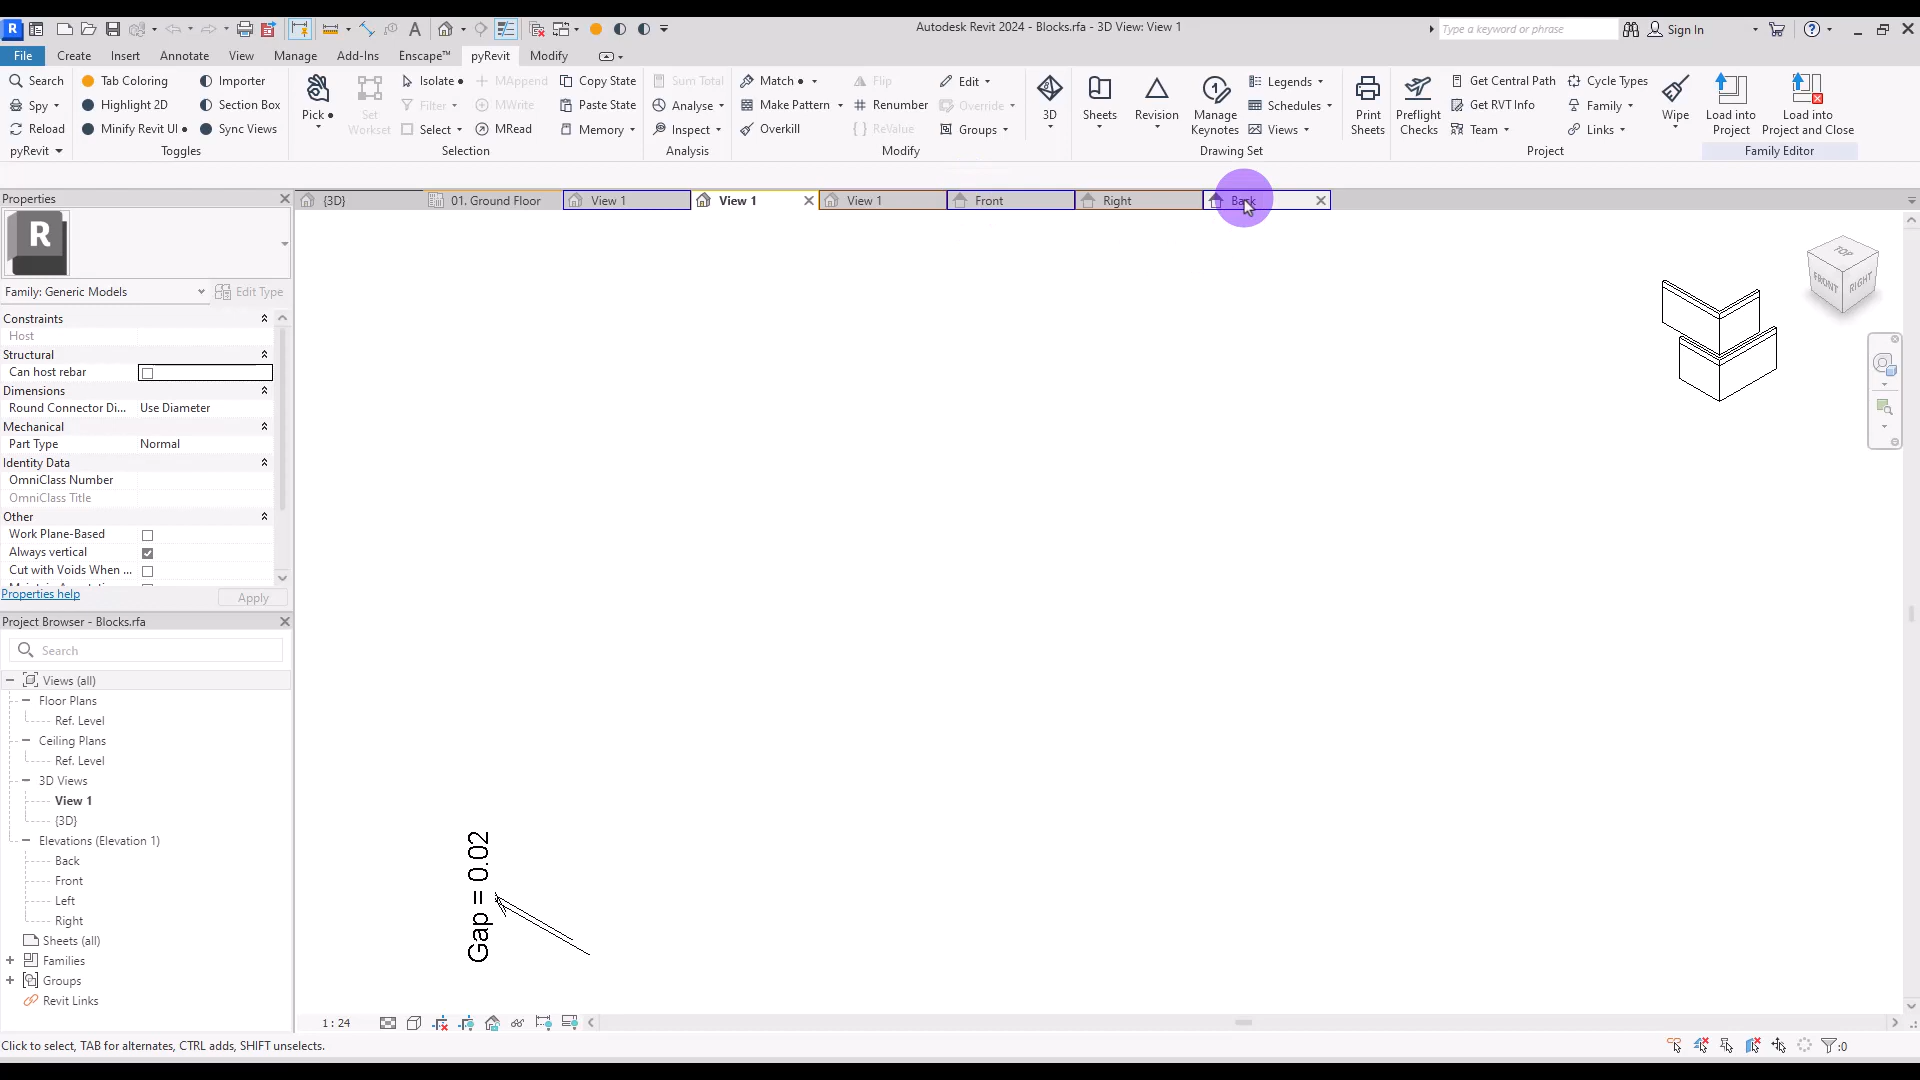 Autodesk Revit 2024 - Blocks.rfa - 3D View: View 1
Type a keyword or phrase
Sign In
File
Create
Insert
Annotate
View
Manage
Add-Ins
Enscape™
pyRevit
Modify
Search
Spy
Reload
pyRevit
Tab Coloring
Highlight 2D
Minify Revit UI
Importer
Section Box
Sync Views
Toggles
Pick
Set
Workset
Isolate
Filter
Select
MAppend
MWrite
MRead
Copy State
Paste State
Memory
Selection
Sum Total
Analyse
Inspect
Analysis
Match
Make Pattern
Overkill
Flip
Renumber
ReValue
Edit
Override
Groups
Modify
3D
Sheets
Revision
Manage
Keynotes
Legends
Schedules
Views
Drawing Set
Print
Sheets
Preflight
Checks
Get Central Path
Get RVT Info
Team
Cycle Types
Family
Links
Wipe
Project
Load into
Project
Load into
Project and Close
Family Editor
Properties
R
Family: Generic Models
Edit Type
Constraints
Host
Structural
Can host rebar
Dimensions
Round Connector Di...
Use Diameter
Mechanical
Part Type
Normal
Identity Data
OmniClass Number
OmniClass Title
Other
Work Plane-Based
Always vertical
Cut with Voids When ...
Properties help
Apply
Project Browser - Blocks.rfa
Search
Views (all)
Floor Plans
Ref. Level
Ceiling Plans
Ref. Level
3D Views
View 1
{3D}
Elevations (Elevation 1)
Back
Front
Left
Right
Sheets (all)
Families
Groups
Revit Links
{3D}
01. Ground Floor
View 1
View 1
View 1
Front
Right
Back
TOP
FRONT
RIGHT
Gap = 0.02
1 : 24
Click to select, TAB for alternates, CTRL adds, SHIFT unselects.
:0